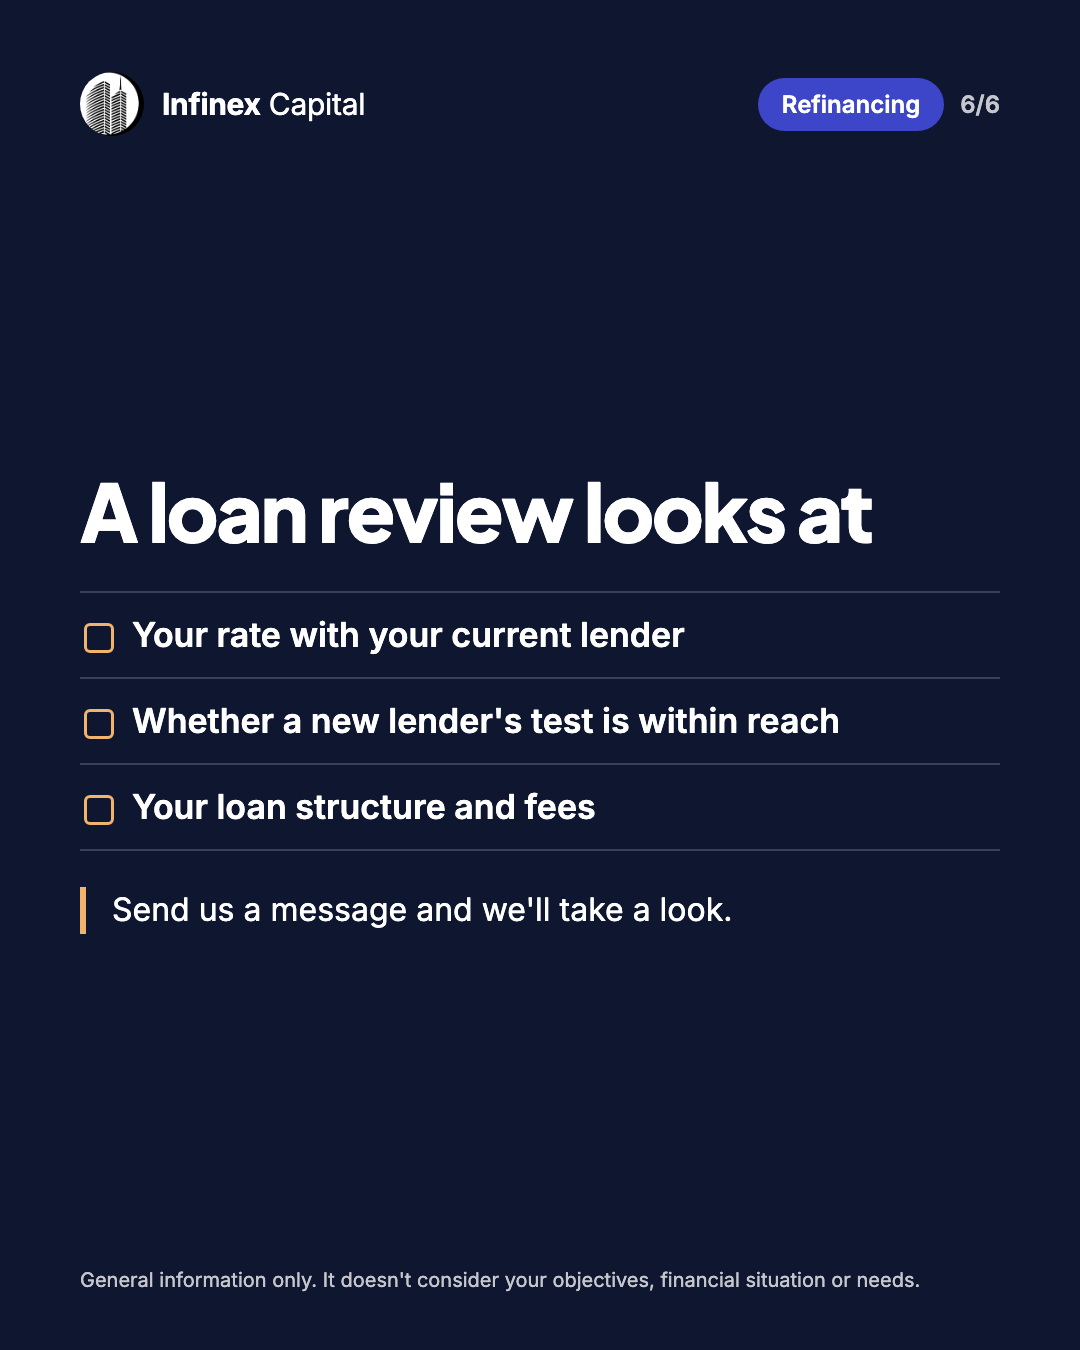 Infinex Capital
Refinancing 6/6
A loan review looks at
Your rate with your current lender
Whether a new lender's test is within reach
Your loan structure and fees
Send us a message and we'll take a look.
General information only. It doesn't consider your objectives, financial situation or needs.